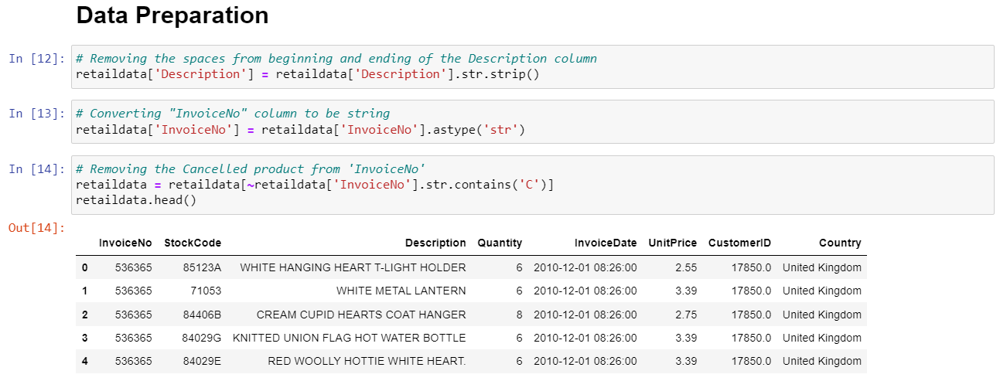 Data Preparation
In [12]: # Removing the spaces from beginning and ending of the Description column
retaildata['Description'] = retaildata['Description'].str.strip()
In [13]: # Converting "InvoiceNo" column to be string
retaildata['InvoiceNo'] = retaildata['InvoiceNo'].astype('str')
In [14]: # Removing the Cancelled product from 'InvoiceNo'
retaildata = retaildata[~retaildata['InvoiceNo'].str.contains('C')]
retaildata.head()
Out[14]:
InvoiceNo StockCode Description Quantity InvoiceDate UnitPrice CustomerID Country
0 536365 85123A WHITE HANGING HEART T-LIGHT HOLDER 6 2010-12-01 08:26:00 2.55 17850.0 United Kingdom
1 536365 71053 WHITE METAL LANTERN 6 2010-12-01 08:26:00 3.39 17850.0 United Kingdom
2 536365 84406B CREAM CUPID HEARTS COAT HANGER 8 2010-12-01 08:26:00 2.75 17850.0 United Kingdom
3 536365 84029G KNITTED UNION FLAG HOT WATER BOTTLE 6 2010-12-01 08:26:00 3.39 17850.0 United Kingdom
4 536365 84029E RED WOOLLY HOTTIE WHITE HEART. 6 2010-12-01 08:26:00 3.39 17850.0 United Kingdom